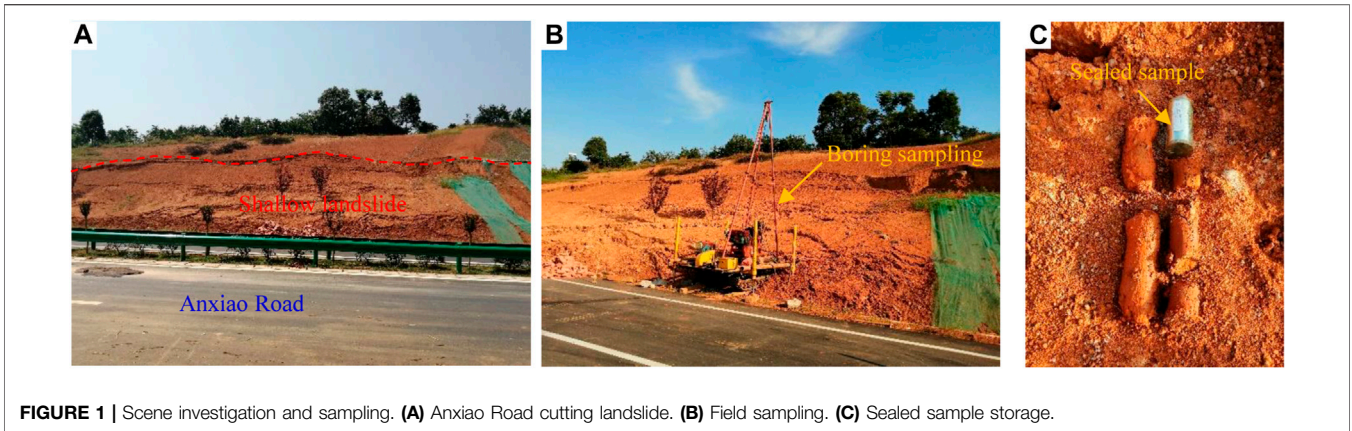 A
B
C
Shallow landslide
Anxiao Road
Boring sampling
Sealed sample
FIGURE 1 | Scene investigation and sampling. (A) Anxiao Road cutting landslide. (B) Field sampling. (C) Sealed sample storage.